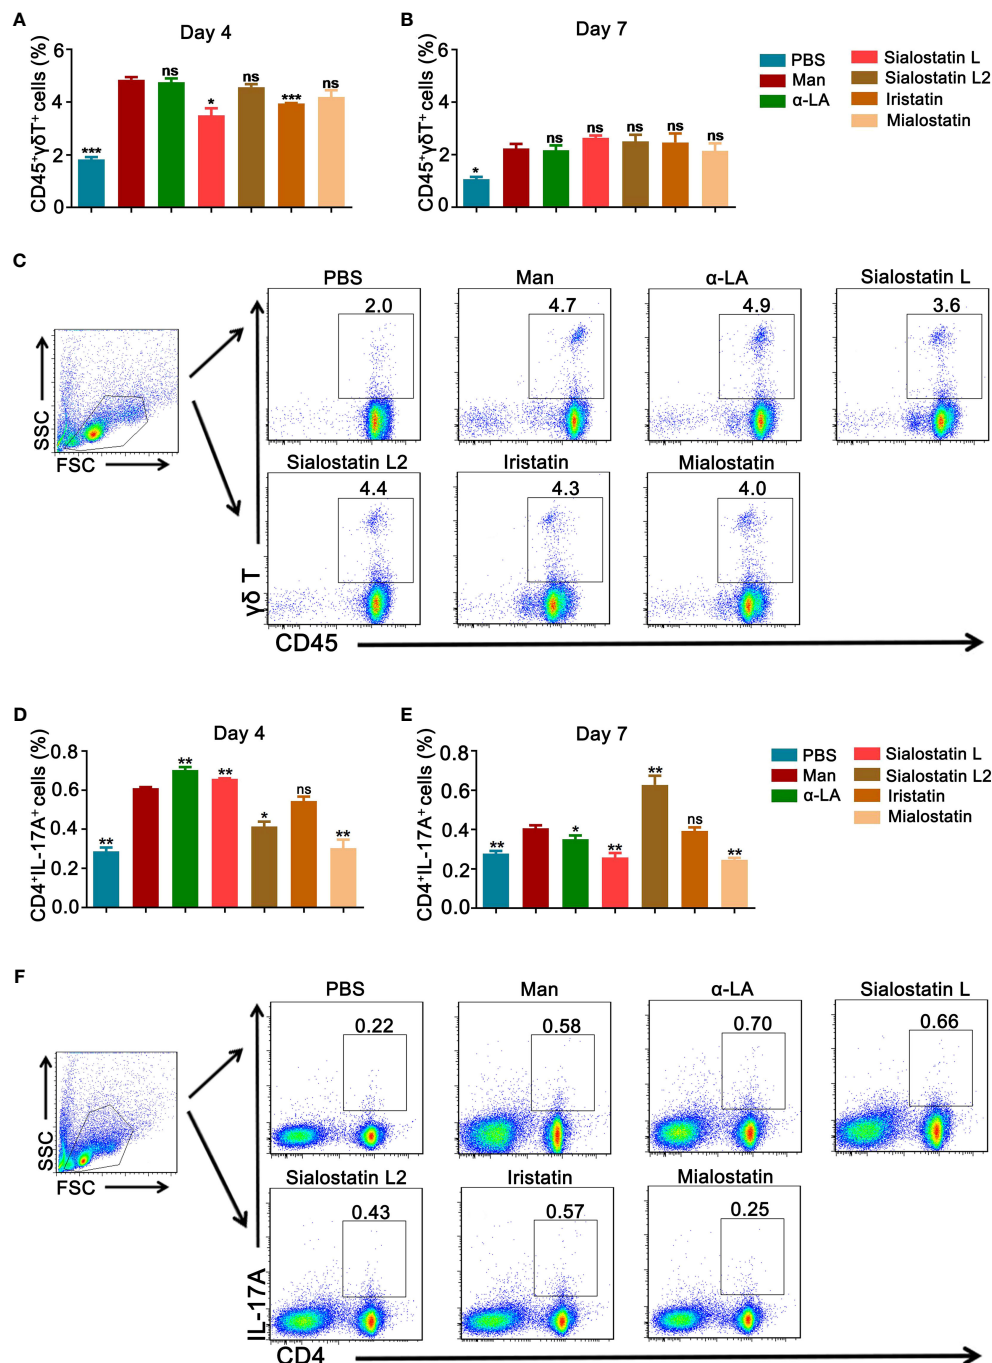 A
Day 4
CD45⁺γδT⁺ cells (%)
6
4
2
0
***
ns
*
ns
***
ns
B
Day 7
CD45⁺γδT⁺ cells (%)
6
4
2
0
*
ns
ns
ns
ns
ns
PBS
Man
α-LA
Sialostatin L
Sialostatin L2
Iristatin
Mialostatin
C
SSC
FSC
PBS
2.0
Man
4.7
α-LA
4.9
Sialostatin L
3.6
Sialostatin L2
4.4
Iristatin
4.3
Mialostatin
4.0
γδ T
CD45
D
Day 4
CD4⁺IL-17A⁺ cells (%)
0.8
0.6
0.4
0.2
0.0
**
**
**
*
ns
**
E
Day 7
CD4⁺IL-17A⁺ cells (%)
0.8
0.6
0.4
0.2
0.0
**
*
**
**
ns
**
PBS
Man
α-LA
Sialostatin L
Sialostatin L2
Iristatin
Mialostatin
F
SSC
FSC
PBS
0.22
Man
0.58
α-LA
0.70
Sialostatin L
0.66
Sialostatin L2
0.43
Iristatin
0.57
Mialostatin
0.25
IL-17A
CD4